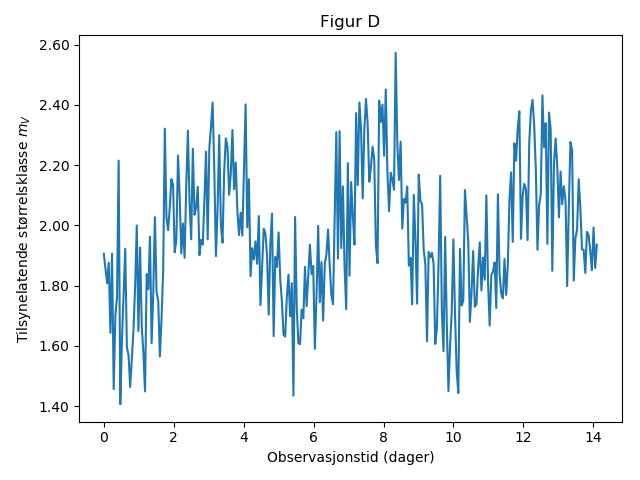 Figur D
Tilsynelatende størrelsesklasse m_V
2.60
2.40
2.20
2.00
1.80
1.60
1.40
0 2 4 6 8 10 12 14
Observasjonstid (dager)